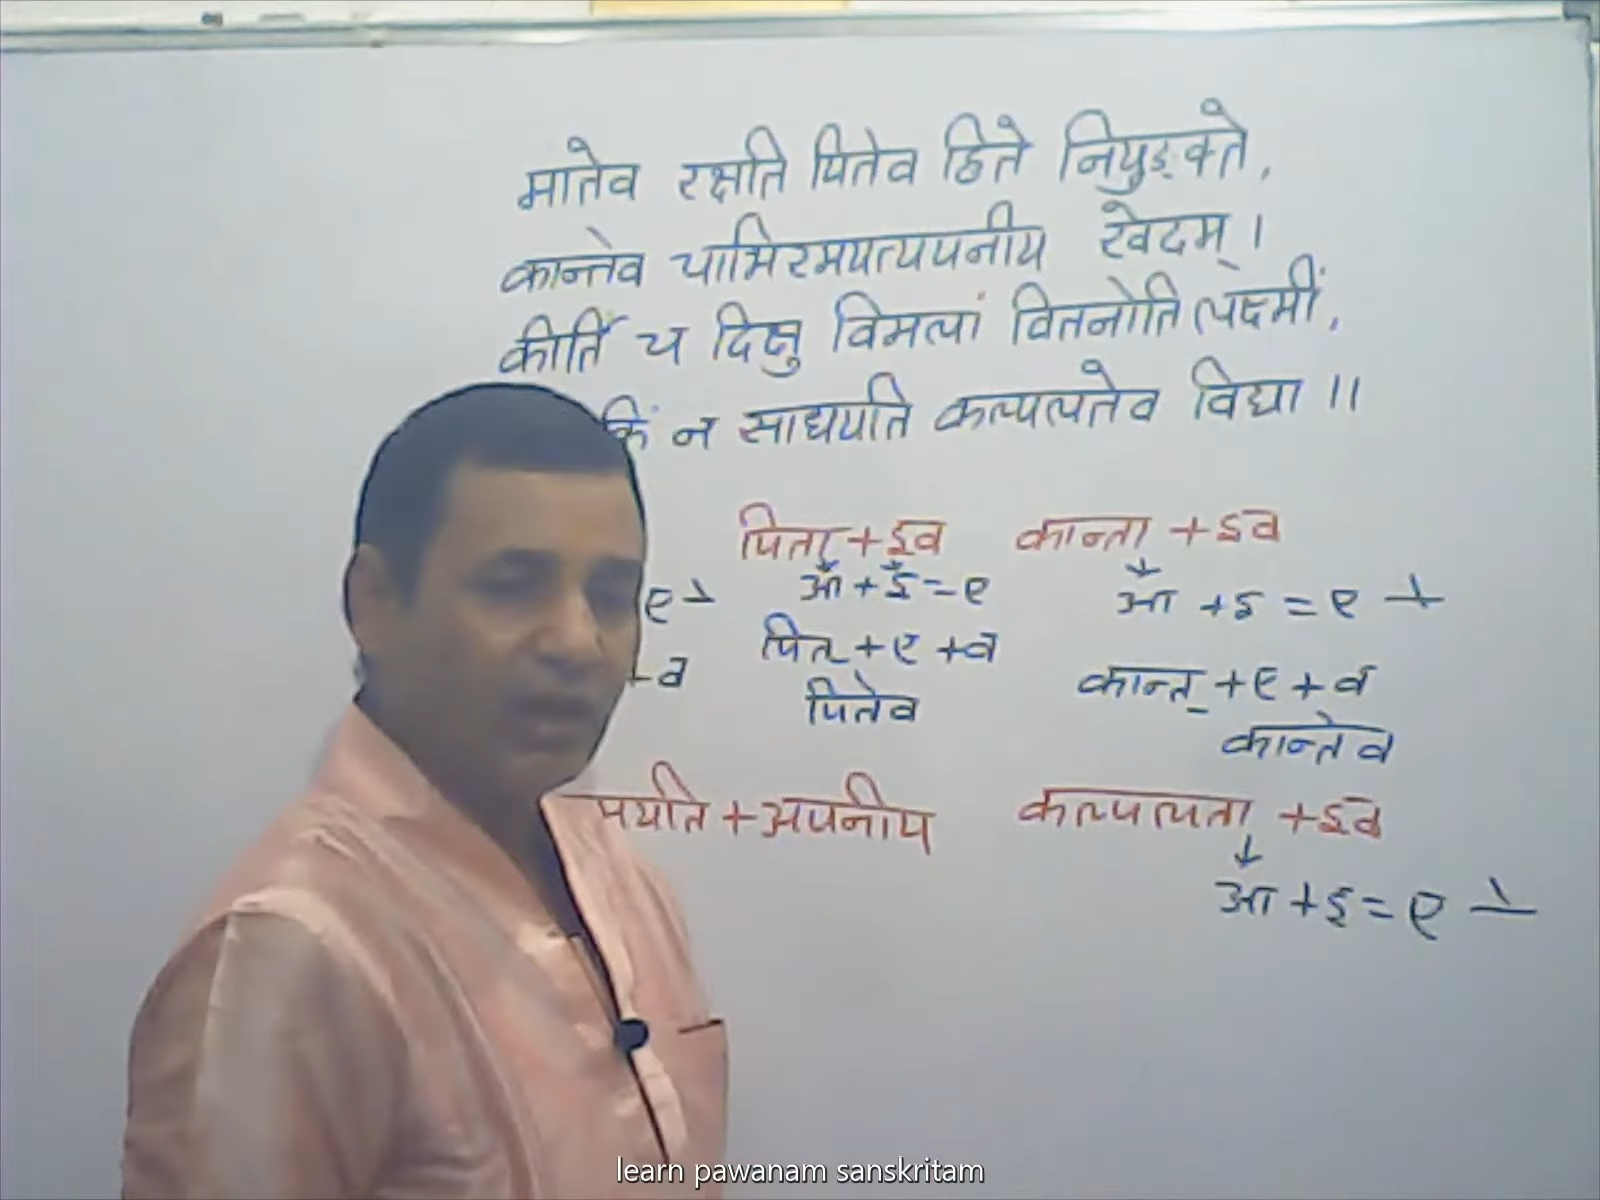 मातेव रक्षति पितेव हिते नियुङ्क्ते,
कान्तेव चाभिरमयत्यपनीय खेदम्।
कीर्तिं च दिक्षु विमलां वितनोति लक्ष्मीं,
किं न साधयति कल्पलतेव विद्या॥
पिता + इव कान्ता + इव
ए आ + इ = ए आ + इ = ए
+ व पित् + ए + व कान्त् + ए + व
पितेव कान्तेव
मयति + अपनीय कल्पलता + इव
आ + इ = ए
learn pawanam sanskritam